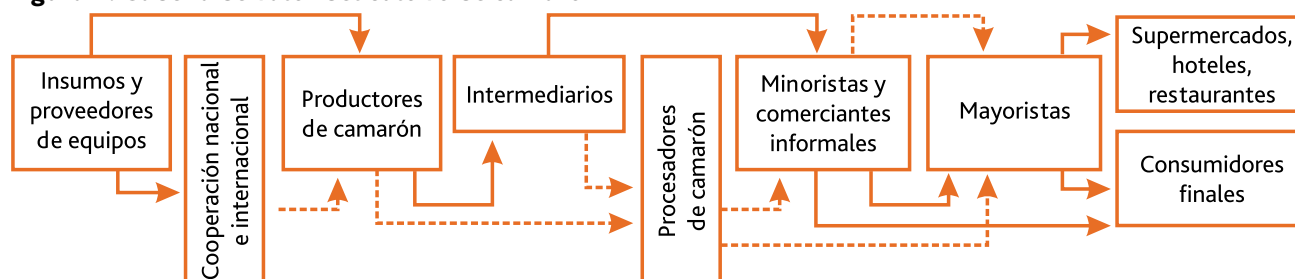 Insumos y
proveedores
de equipos
Cooperación nacional
e internacional
Productores
de camarón
Intermediarios
Procesadores
de camarón
Minoristas y
comerciantes
informales
Mayoristas
Supermercados,
hoteles,
restaurantes
Consumidores
finales